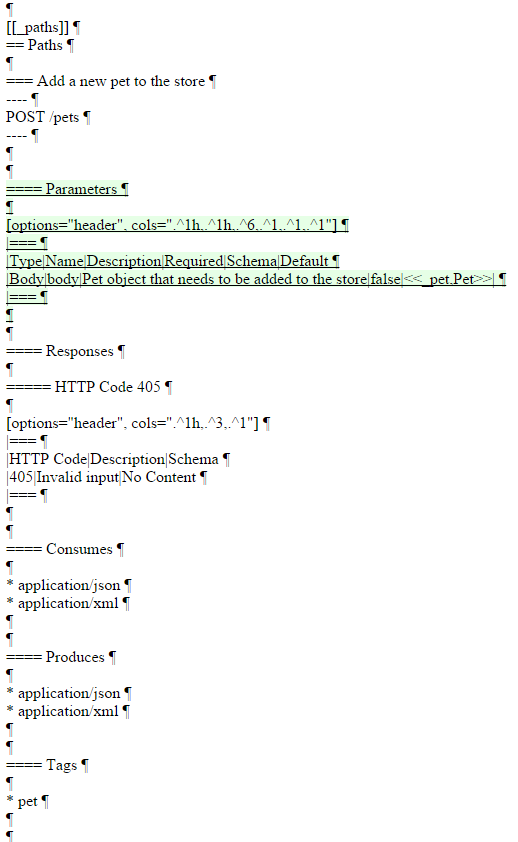 ¶
[[_paths]] ¶
== Paths ¶
¶
=== Add a new pet to the store ¶
---- ¶
POST /pets ¶
---- ¶
¶
¶
==== Parameters ¶
¶
[options="header", cols=".^1h,.^1h,.^6,.^1,.^1,.^1"] ¶
|=== ¶
|Type|Name|Description|Required|Schema|Default ¶
|Body|body|Pet object that needs to be added to the store|false|<<_pet,Pet>>| ¶
|=== ¶
¶
¶
==== Responses ¶
¶
===== HTTP Code 405 ¶
¶
[options="header", cols=".^1h,.^3,.^1"] ¶
|=== ¶
|HTTP Code|Description|Schema ¶
|405|Invalid input|No Content ¶
|=== ¶
¶
¶
==== Consumes ¶
¶
* application/json ¶
* application/xml ¶
¶
¶
==== Produces ¶
¶
* application/json ¶
* application/xml ¶
¶
¶
==== Tags ¶
¶
* pet ¶
¶
¶